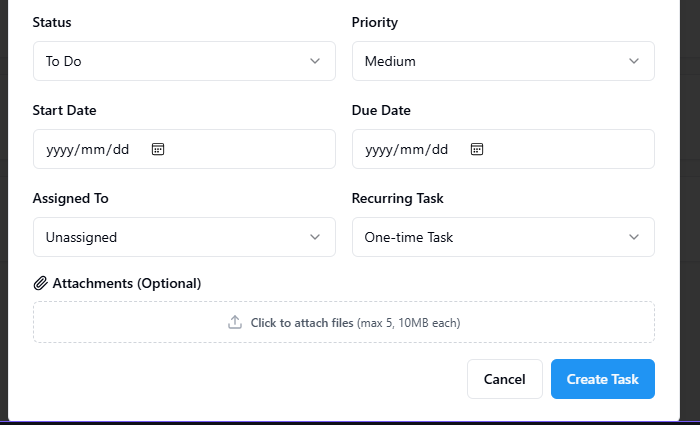 Status Priority
To Do Medium
Start Date Due Date
yyyy/mm/dd yyyy/mm/dd
Assigned To Recurring Task
Unassigned One-time Task
Attachments (Optional)
Click to attach files (max 5, 10MB each)
Cancel Create Task